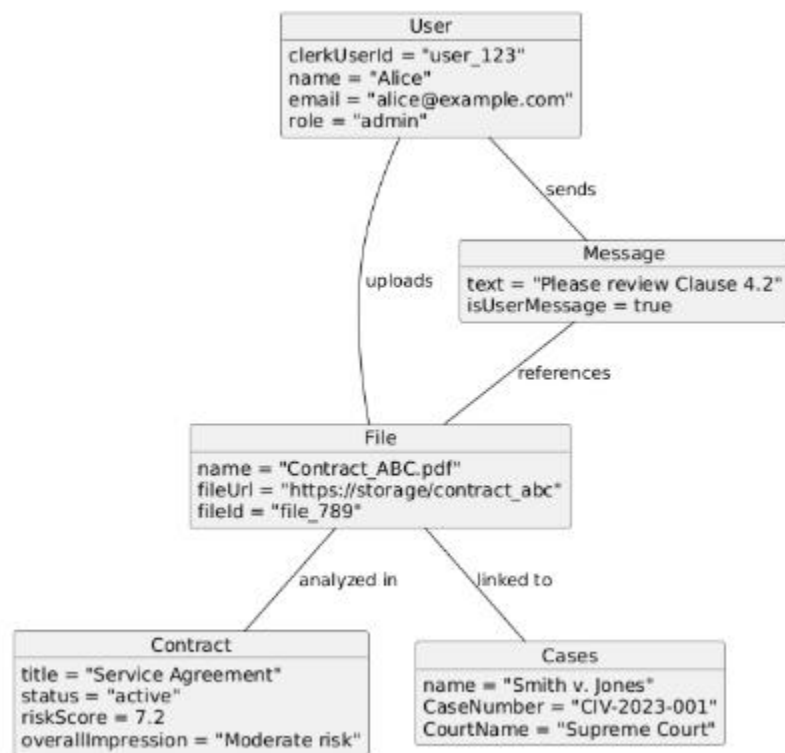 User
clerkUserId = "user_123"
name = "Alice"
email = "alice@example.com"
role = "admin"
sends
Message
text = "Please review Clause 4.2"
isUserMessage = true
uploads
references
File
name = "Contract_ABC.pdf"
fileUrl = "https://storage/contract_abc"
fileId = "file_789"
analyzed in
linked to
Contract
title = "Service Agreement"
status = "active"
riskScore = 7.2
overallImpression = "Moderate risk"
Cases
name = "Smith v. Jones"
CaseNumber = "CIV-2023-001"
CourtName = "Supreme Court"